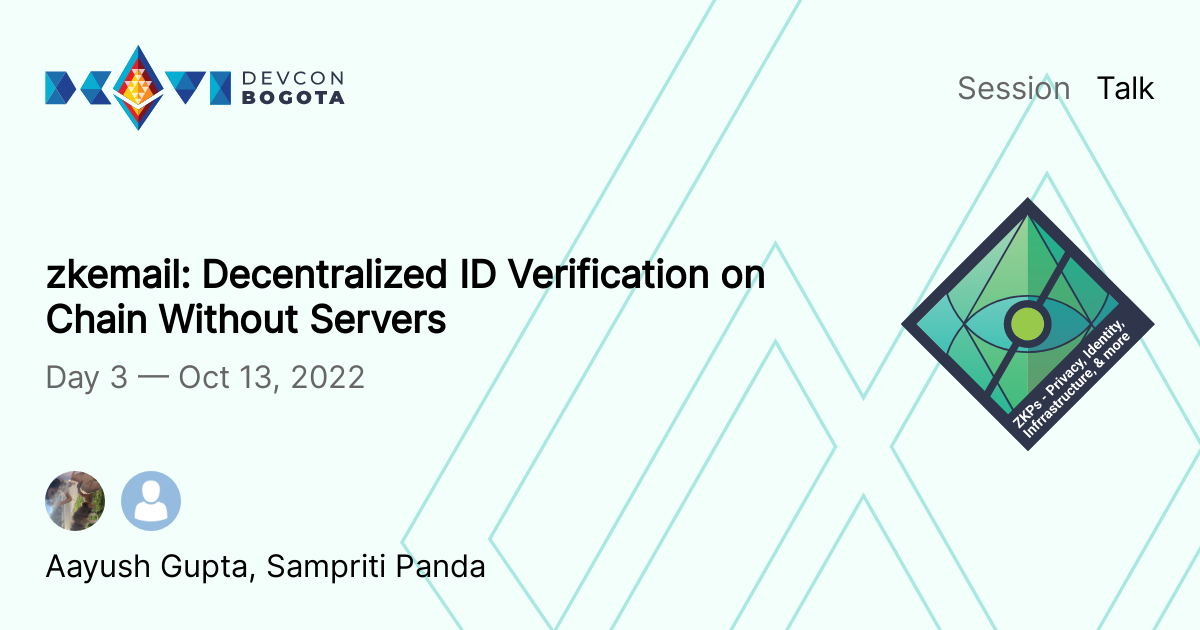 DEVCON
BOGOTA
Session Talk
zkemail: Decentralized ID Verification on
Chain Without Servers
Day 3 — Oct 13, 2022
ZKPs - Privacy, Identity,
Infrrastructure, & more
Aayush Gupta, Sampriti Panda